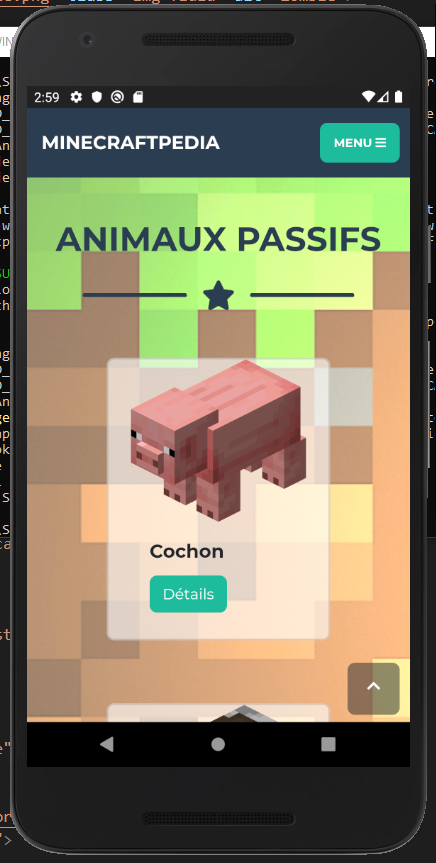 2:59
MINECRAFTPEDIA
MENU
ANIMAUX PASSIFS
Cochon
Détails